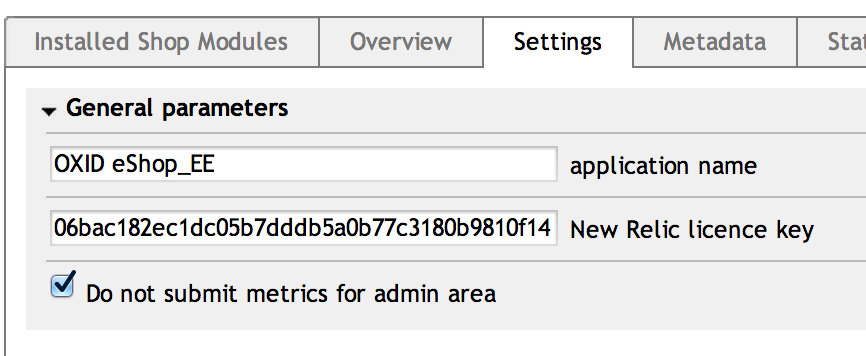 Installed Shop Modules Overview Settings Metadata Stat
General parameters
OXID eShop_EE application name
06bac182ec1dc05b7dddb5a0b77c3180b9810f14 New Relic licence key
Do not submit metrics for admin area